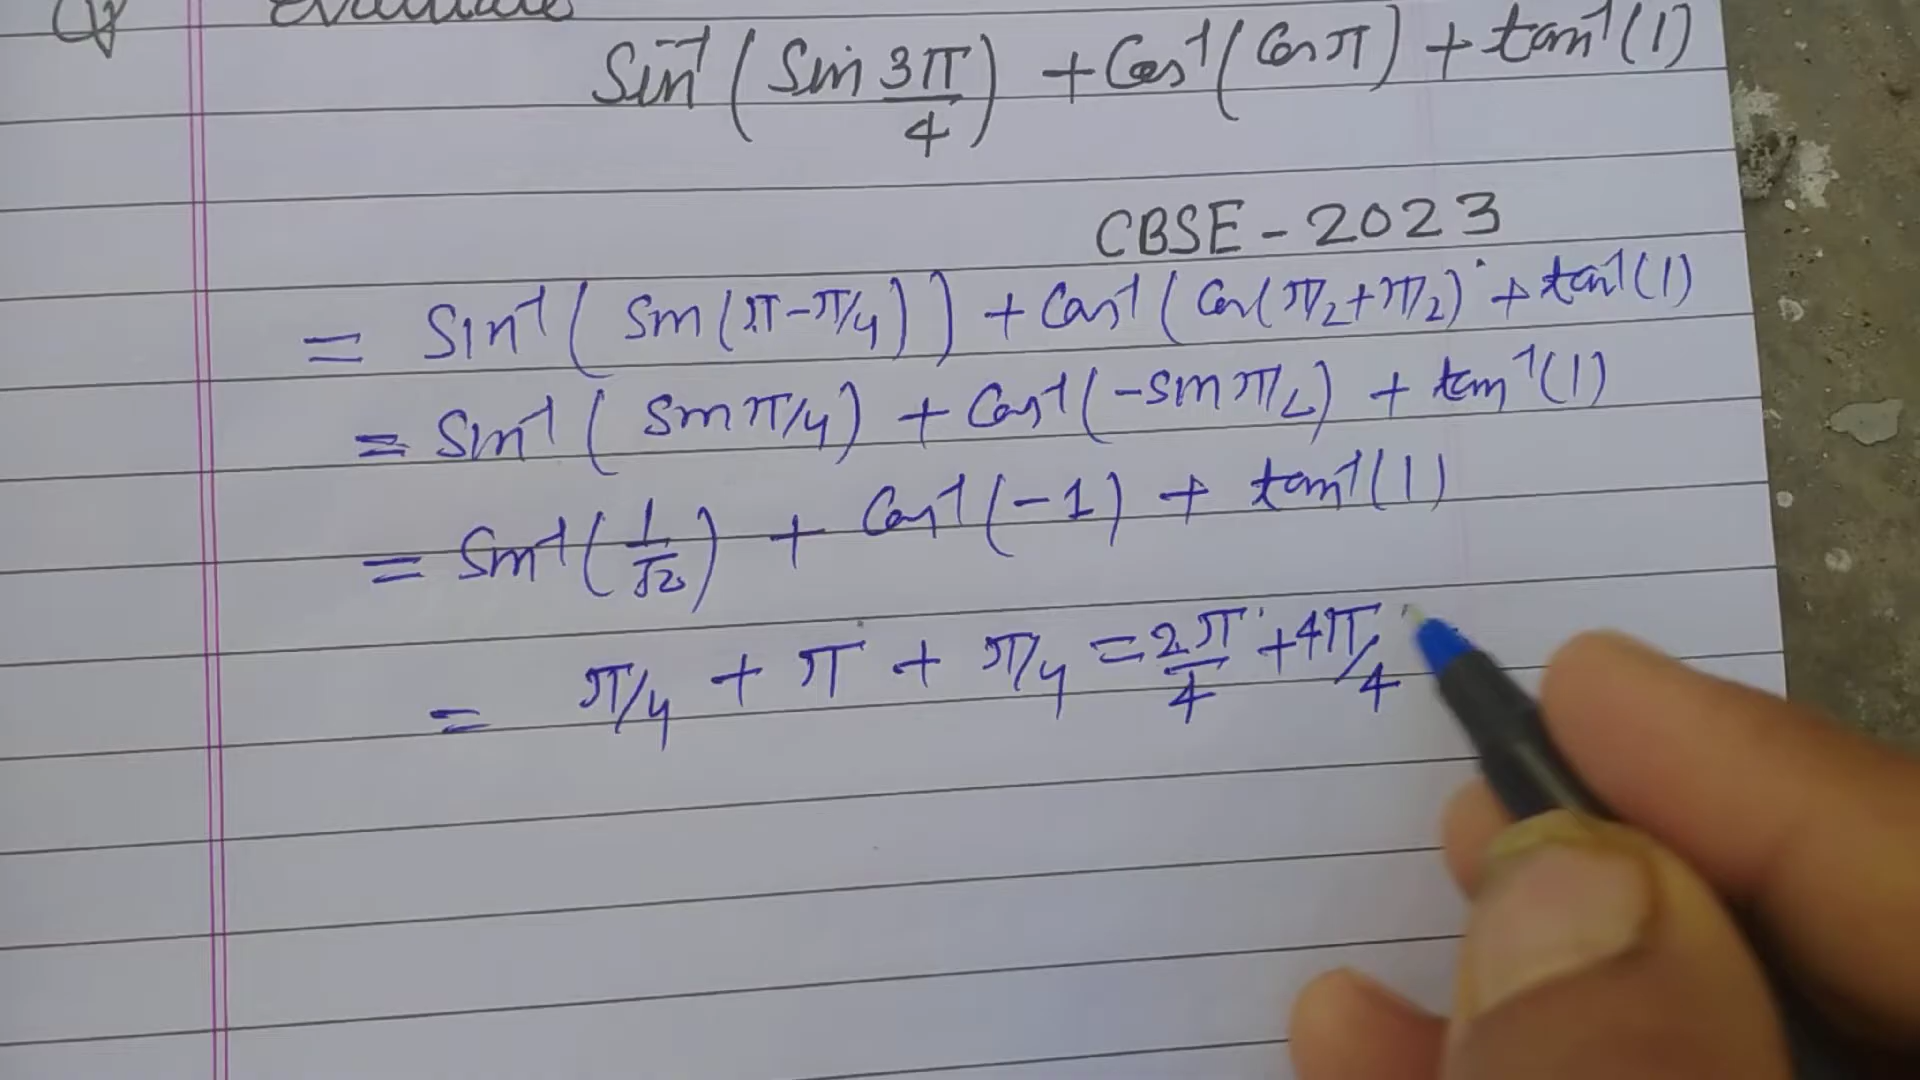 Q Evaluate
Sin⁻¹(Sin 3π/4) + Cos⁻¹(Cos π) + tan⁻¹(1)
CBSE - 2023
= Sin⁻¹(Sin(π-π/4)) + Cos⁻¹(Cos(π/2+π/2) + tan⁻¹(1)
= Sin⁻¹(Sin π/4) + Cos⁻¹(-sin π/2) + tan⁻¹(1)
= Sin⁻¹(1/√2) + Cos⁻¹(-1) + tan⁻¹(1)
= π/4 + π + π/4 = 2π/4 + 4π/4